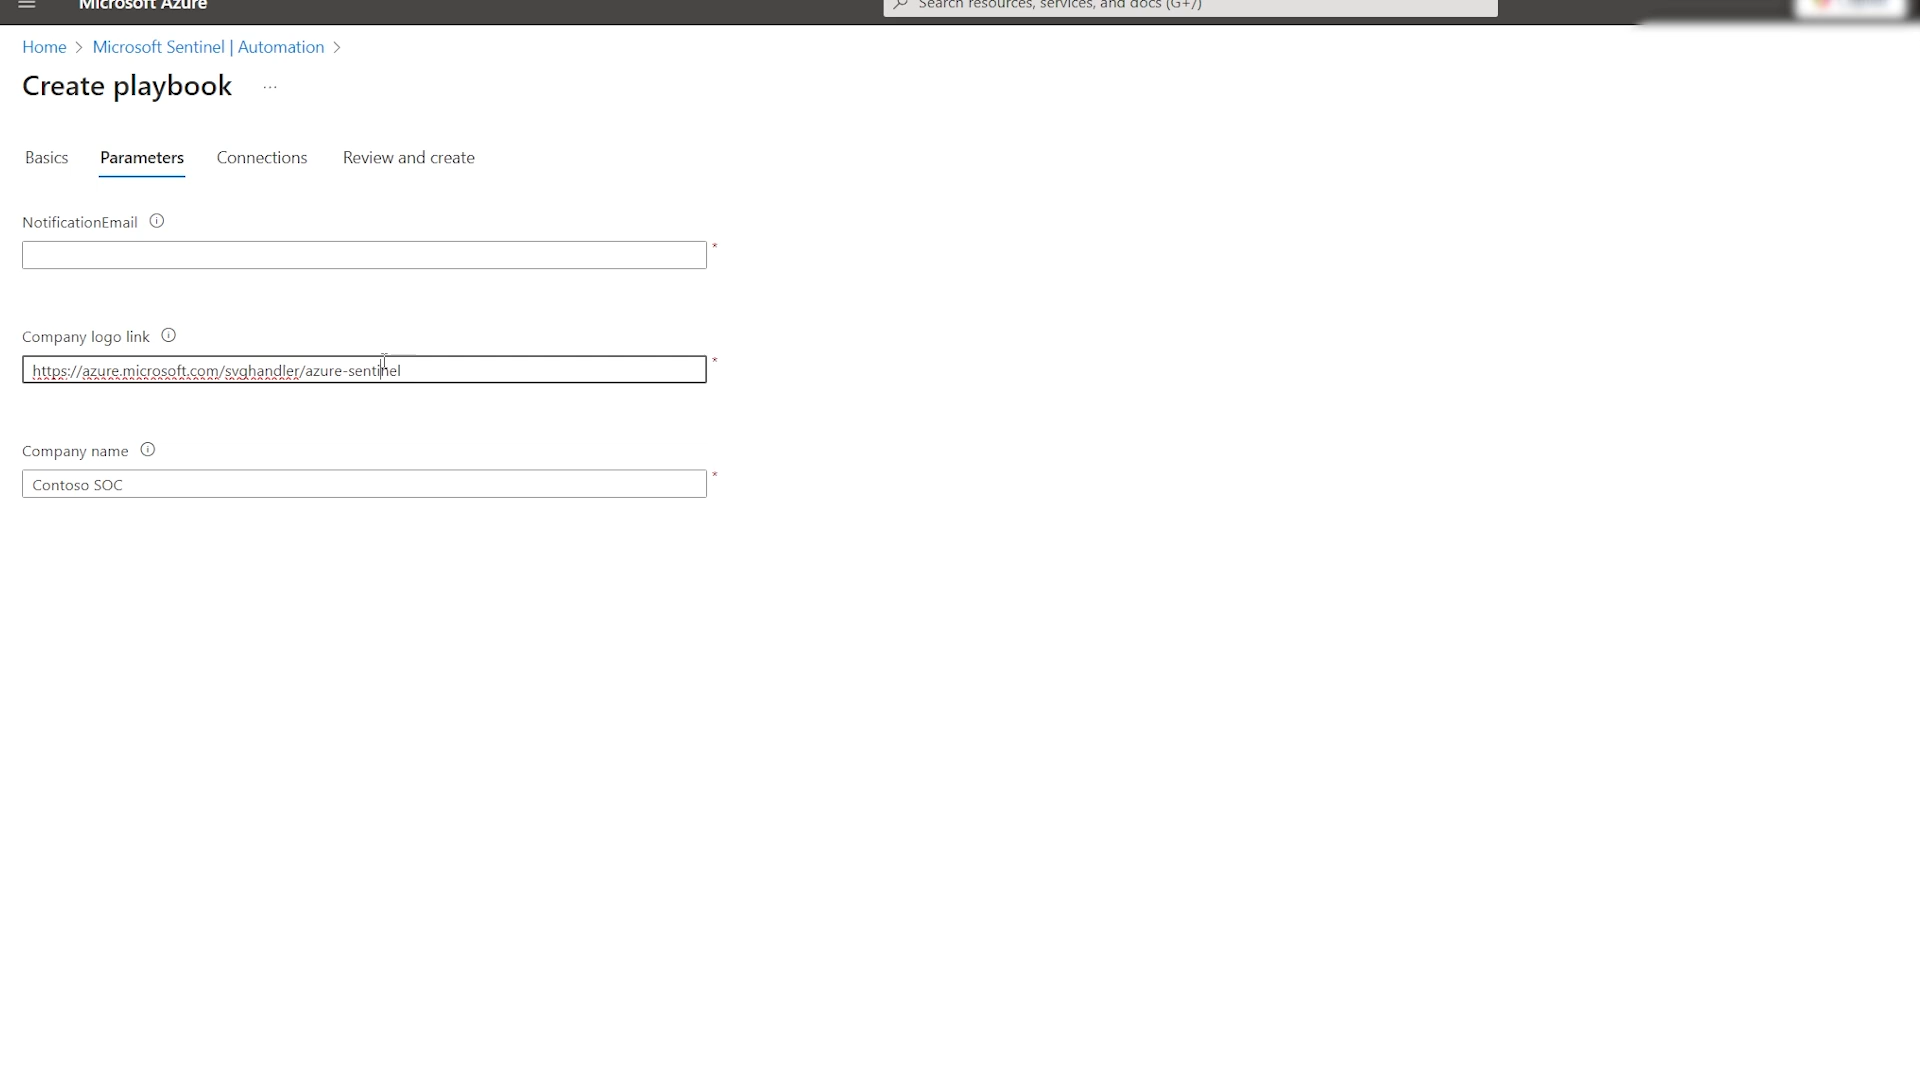 Microsoft Azure
Search resources, services, and docs (G+/)
Home > Microsoft Sentinel | Automation >
Create playbook ...
Basics Parameters Connections Review and create
NotificationEmail
*
Company logo link
https://azure.microsoft.com/svghandler/azure-sentinel *
Company name
Contoso SOC *